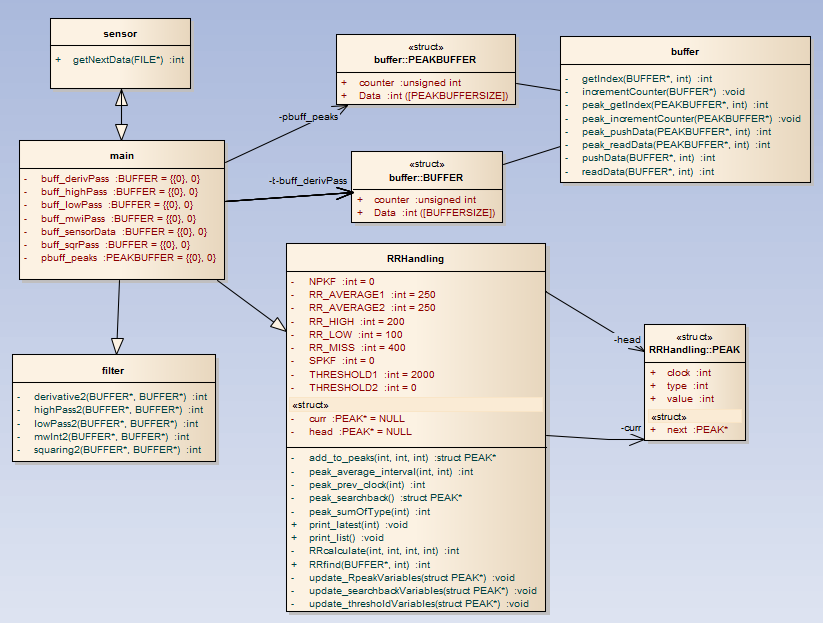 sensor
+ getNextData(FILE*) :int
«struct»
buffer::PEAKBUFFER
+ counter :unsigned int
+ Data :int ([PEAKBUFFERSIZE])
buffer
- getIndex(BUFFER*, int) :int
- incrementCounter(BUFFER*) :void
- peak_getIndex(PEAKBUFFER*, int) :int
- peak_incrementCounter(PEAKBUFFER*) :void
- peak_pushData(PEAKBUFFER*, int) :int
- peak_readData(PEAKBUFFER*, int) :int
- pushData(BUFFER*, int) :int
- readData(BUFFER*, int) :int
-pbuff_peaks
main
- buff_derivPass :BUFFER = {{0}, 0}
- buff_highPass :BUFFER = {{0}, 0}
- buff_lowPass :BUFFER = {{0}, 0}
- buff_mwiPass :BUFFER = {{0}, 0}
- buff_sensorData :BUFFER = {{0}, 0}
- buff_sqrPass :BUFFER = {{0}, 0}
- pbuff_peaks :PEAKBUFFER = {{0}, 0}
-t-buff_derivPass
«struct»
buffer::BUFFER
+ counter :unsigned int
+ Data :int ([BUFFERSIZE])
RRHandling
- NPKF :int = 0
- RR_AVERAGE1 :int = 250
- RR_AVERAGE2 :int = 250
- RR_HIGH :int = 200
- RR_LOW :int = 100
- RR_MISS :int = 400
- SPKF :int = 0
- THRESHOLD1 :int = 2000
- THRESHOLD2 :int = 0
«struct»
- curr :PEAK* = NULL
- head :PEAK* = NULL
- add_to_peaks(int, int, int) :struct PEAK*
- peak_average_interval(int, int) :int
- peak_prev_clock(int) :int
- peak_searchback() :struct PEAK*
- peak_sumOfType(int) :int
+ print_latest(int) :void
+ print_list() :void
- RRcalculate(int, int, int, int) :int
+ RRfind(BUFFER*, int) :int
- update_RpeakVariables(struct PEAK*) :void
- update_searchbackVariables(struct PEAK*) :void
- update_thresholdVariables(struct PEAK*) :void
-head
-curr
«struct»
RRHandling::PEAK
+ clock :int
+ type :int
+ value :int
«struct»
+ next :PEAK*
filter
- derivative2(BUFFER*, BUFFER*) :int
- highPass2(BUFFER*, BUFFER*) :int
- lowPass2(BUFFER*, BUFFER*) :int
- mwInt2(BUFFER*, BUFFER*) :int
- squaring2(BUFFER*, BUFFER*) :int